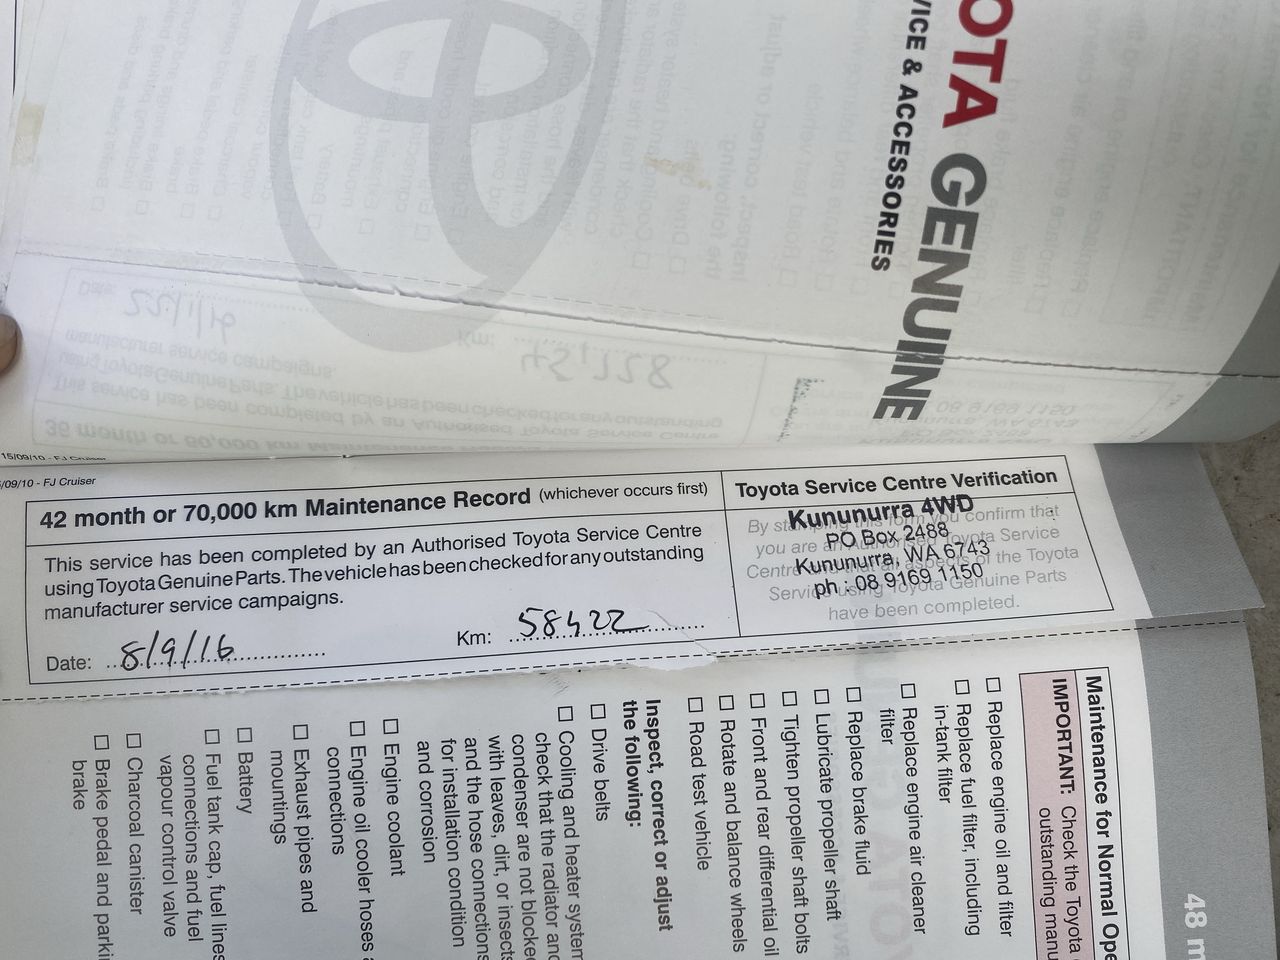 OTA GENUINE
VICE & ACCESSORIES
15/09/10 - FJ Cruiser
/09/10 - FJ Cruiser
42 month or 70,000 km Maintenance Record (whichever occurs first)
This service has been completed by an Authorised Toyota Service Centre
using Toyota Genuine Parts. The vehicle has been checked for any outstanding
manufacturer service campaigns.
Date: 8/9/16
Km: 58422
Toyota Service Centre Verification
By stamping this form you confirm that
you are an Authorised Toyota Service
Centre and that all aspects of the Toyota
Service using Toyota Genuine Parts
have been completed.
Kununurra 4WD
PO Box 2488
Kununurra, WA 6743
ph : 08 9169 1150
48 m
Maintenance for Normal Ope
IMPORTANT: Check the Toyota
outstanding manu
Replace engine oil and filter
Replace fuel filter, including
in-tank filter
Replace engine air cleaner
filter
Replace brake fluid
Lubricate propeller shaft
Tighten propeller shaft bolts
Front and rear differential oil
Rotate and balance wheels
Road test vehicle
Inspect, correct or adjust
the following:
Drive belts
Cooling and heater system
check that the radiator and
condenser are not blocked
with leaves, dirt, or insects
and the hose connections
for installation condition
and corrosion
Engine coolant
Engine oil cooler hoses a
connections
Exhaust pipes and
mountings
Battery
Fuel tank cap, fuel lines
connections and fuel
vapour control valve
Charcoal canister
Brake pedal and parkin
brake